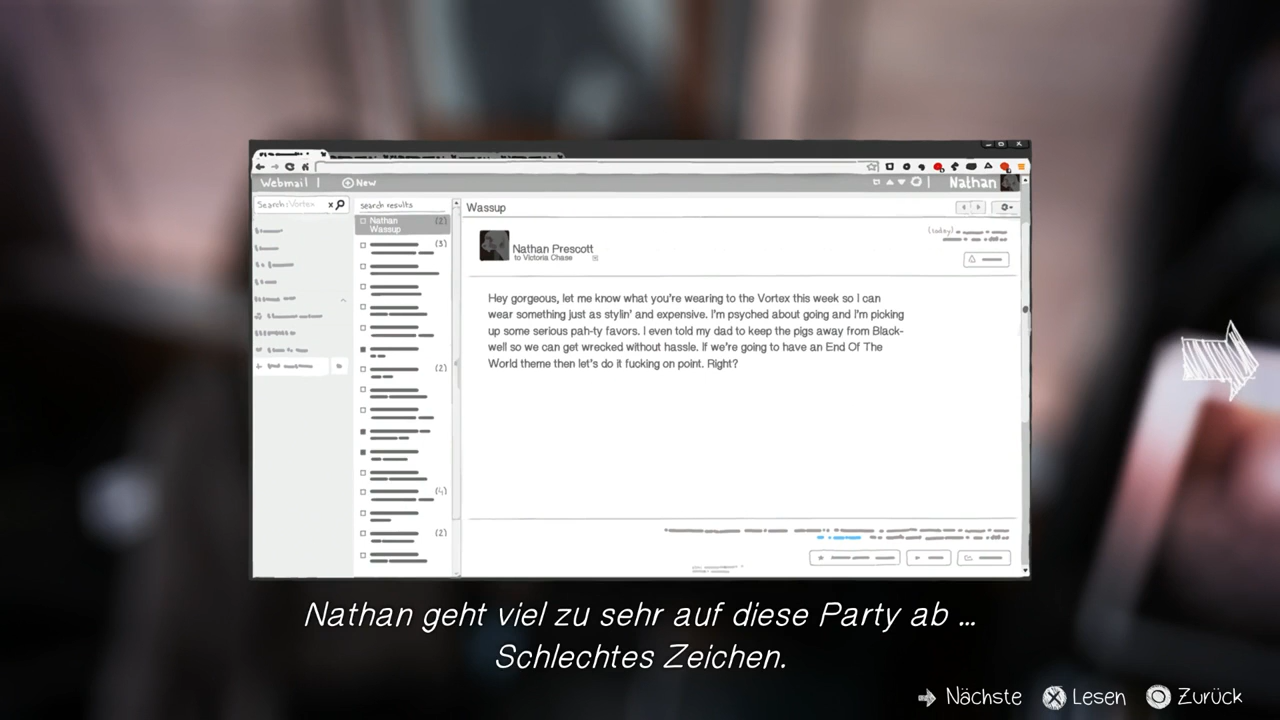 Webmail |
New
Nathan
Search: Vortex x
search results
Nathan (2)
Wassup
(3)
(2)
(4)
(2)
Wassup
Nathan Prescott
to Victoria Chase
(today)
Hey gorgeous, let me know what you're wearing to the Vortex this week so I can
wear something just as stylin' and expensive. I'm psyched about going and I'm picking
up some serious pah-ty favors. I even told my dad to keep the pigs away from Black-
well so we can get wrecked without hassle. If we're going to have an End Of The
World theme then let's do it fucking on point. Right?
Nathan geht viel zu sehr auf diese Party ab ...
Schlechtes Zeichen.
Nächste Lesen Zurück